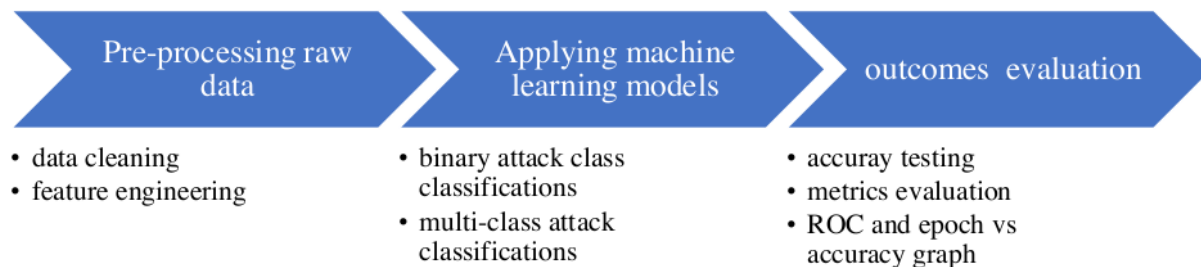 Pre-processing raw
data
Applying machine
learning models
outcomes evaluation
• data cleaning
• feature engineering
• binary attack class
classifications
• multi-class attack
classifications
• accuray testing
• metrics evaluation
• ROC and epoch vs
accuracy graph